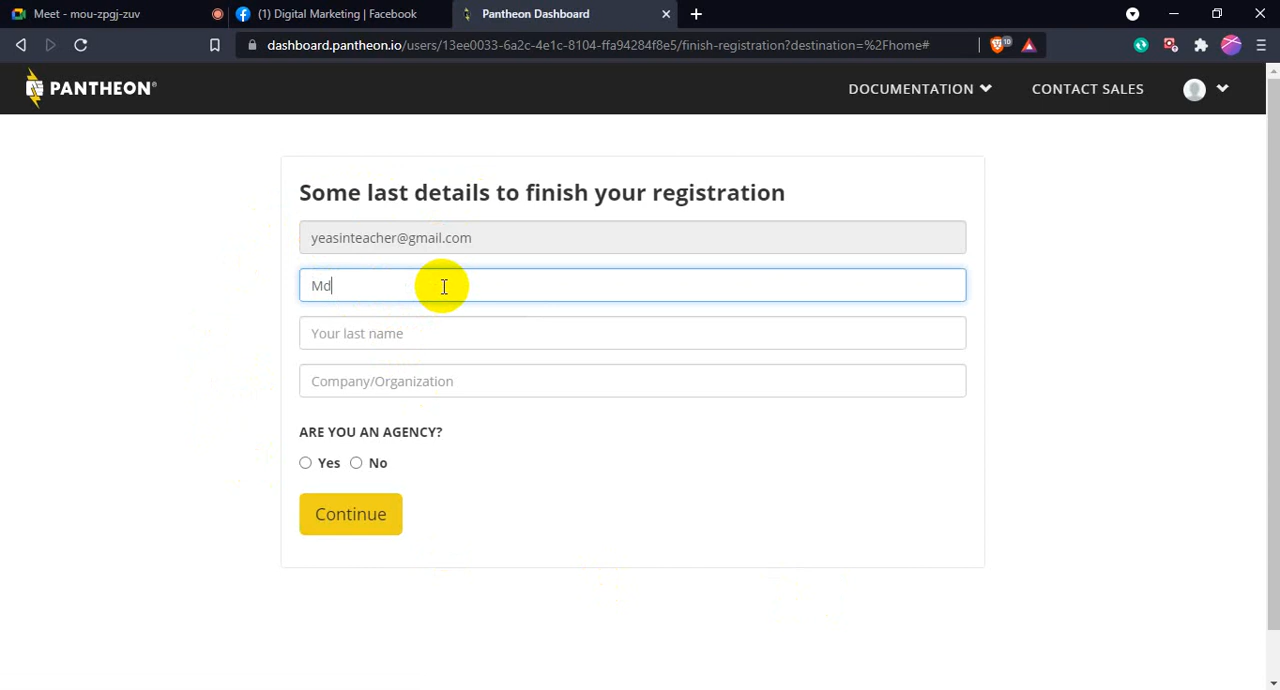 Meet - mou-zpgj-zuv
(1) Digital Marketing | Facebook
Pantheon Dashboard
dashboard.pantheon.io/users/13ee0033-6a2c-4e1c-8104-ffa94284f8e5/finish-registration?destination=%2Fhome#
10
PANTHEON®
DOCUMENTATION
CONTACT SALES
Some last details to finish your registration
yeasinteacher@gmail.com
Md
Your last name
Company/Organization
ARE YOU AN AGENCY?
Yes No
Continue